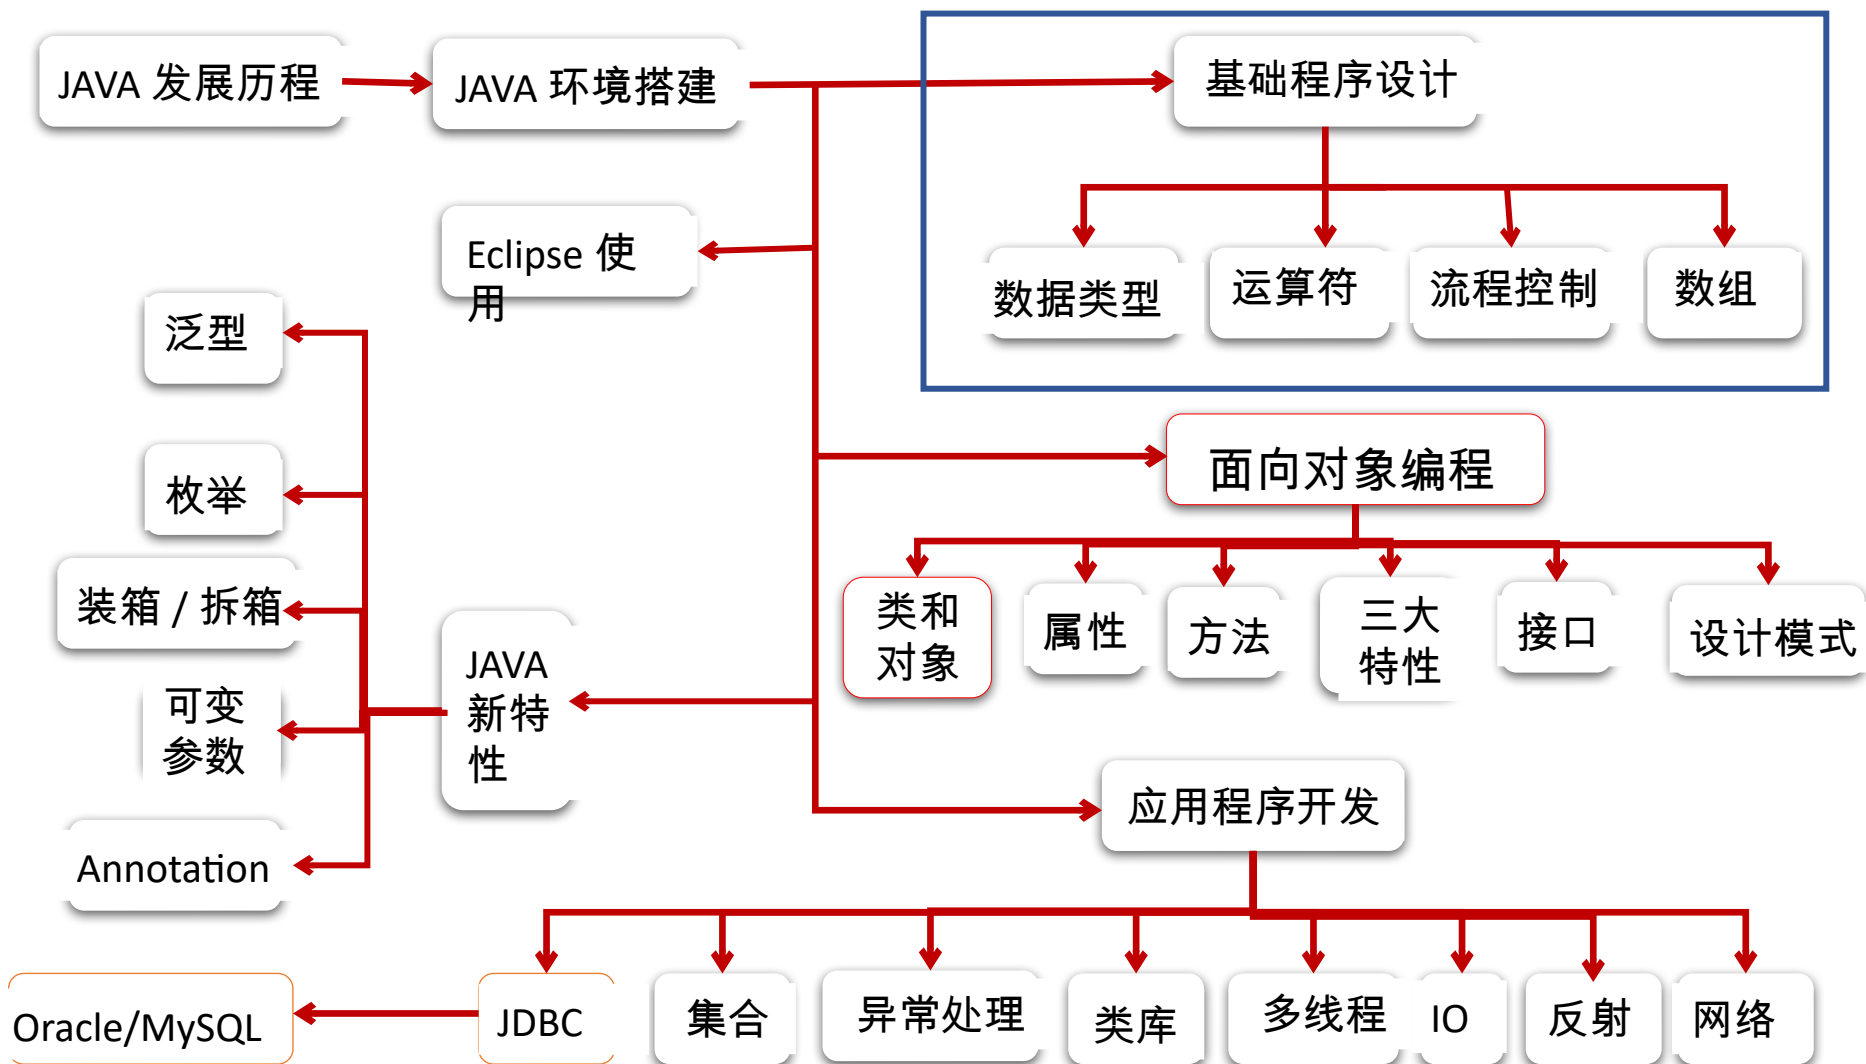 JAVA 发展历程
JAVA 环境搭建
基础程序设计
Eclipse 使
用
数据类型
运算符
流程控制
数组
泛型
枚举
装箱 / 拆箱
可变
参数
Annotation
JAVA
新特
性
面向对象编程
类和
对象
属性
方法
三大
特性
接口
设计模式
应用程序开发
Oracle/MySQL
JDBC
集合
异常处理
类库
多线程
IO
反射
网络